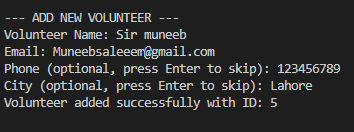 --- ADD NEW VOLUNTEER ---
Volunteer Name: Sir muneeb
Email: Muneebsaleeem@gmail.com
Phone (optional, press Enter to skip): 123456789
City (optional, press Enter to skip): Lahore
Volunteer added successfully with ID: 5